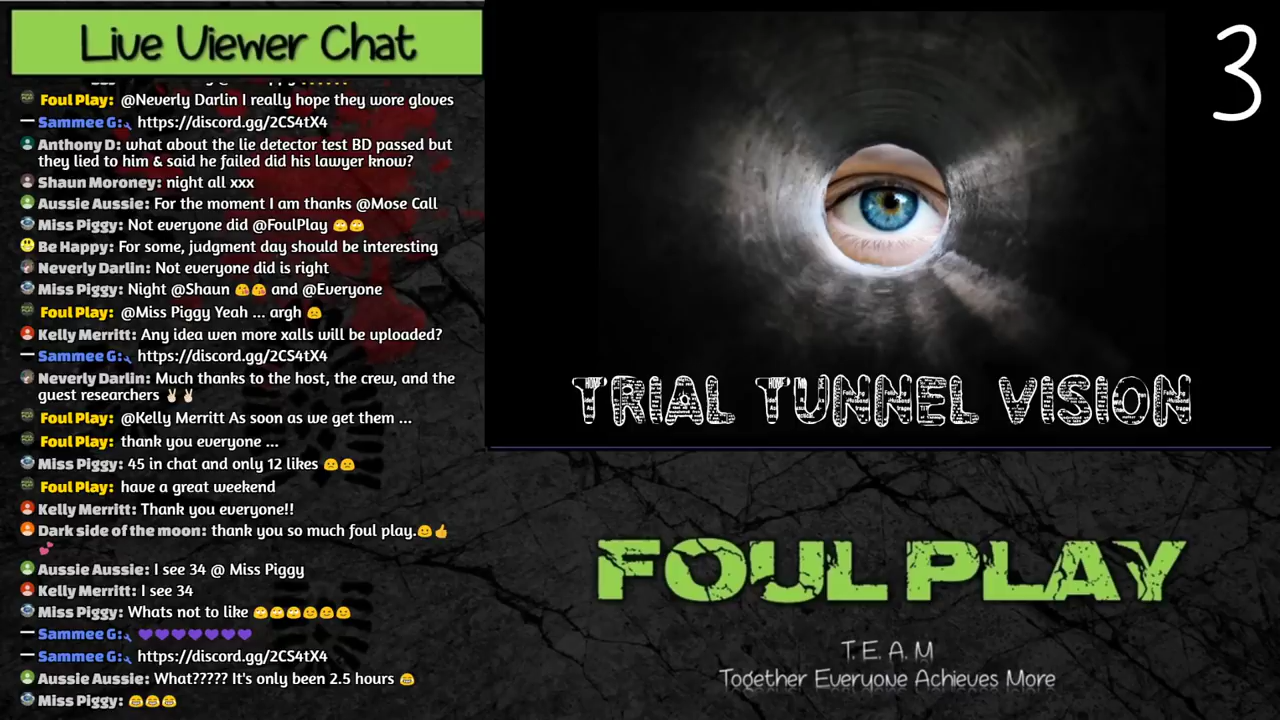 Live Viewer Chat
Foul Play: @Neverly Darlin I really hope they wore gloves
Sammee G: https://discord.gg/2CS4tX4
Anthony D: what about the lie detector test BD passed but
they lied to him & said he failed did his lawyer know?
Shaun Moroney: night all xxx
Aussie Aussie: For the moment I am thanks @Mose Call
Miss Piggy: Not everyone did @FoulPlay 🙄🙄
Be Happy: For some, judgment day should be interesting
Neverly Darlin: Not everyone did is right
Miss Piggy: Night @Shaun 😘😘 and @Everyone
Foul Play: @Miss Piggy Yeah ... argh 😖
Kelly Merritt: Any idea wen more xalls will be uploaded?
Sammee G: https://discord.gg/2CS4tX4
Neverly Darlin: Much thanks to the host, the crew, and the
guest researchers ✌🏻✌🏻
Foul Play: @Kelly Merritt As soon as we get them ...
Foul Play: thank you everyone ...
Miss Piggy: 45 in chat and only 12 likes 🙁🙁
Foul Play: have a great weekend
Kelly Merritt: Thank you everyone!!
Dark side of the moon: thank you so much foul play.🙂👍
💕
Aussie Aussie: I see 34 @ Miss Piggy
Kelly Merritt: I see 34
Miss Piggy: Whats not to like 🙄🙄🙄😊😊😊
Sammee G: 💜💜💜💜💜💜💜
Sammee G: https://discord.gg/2CS4tX4
Aussie Aussie: What????? It's only been 2.5 hours 😂
Miss Piggy: 😂😂😂
3
TRIAL TUNNEL VISION
FOUL PLAY
T. E. A. M
Together Everyone Achieves More